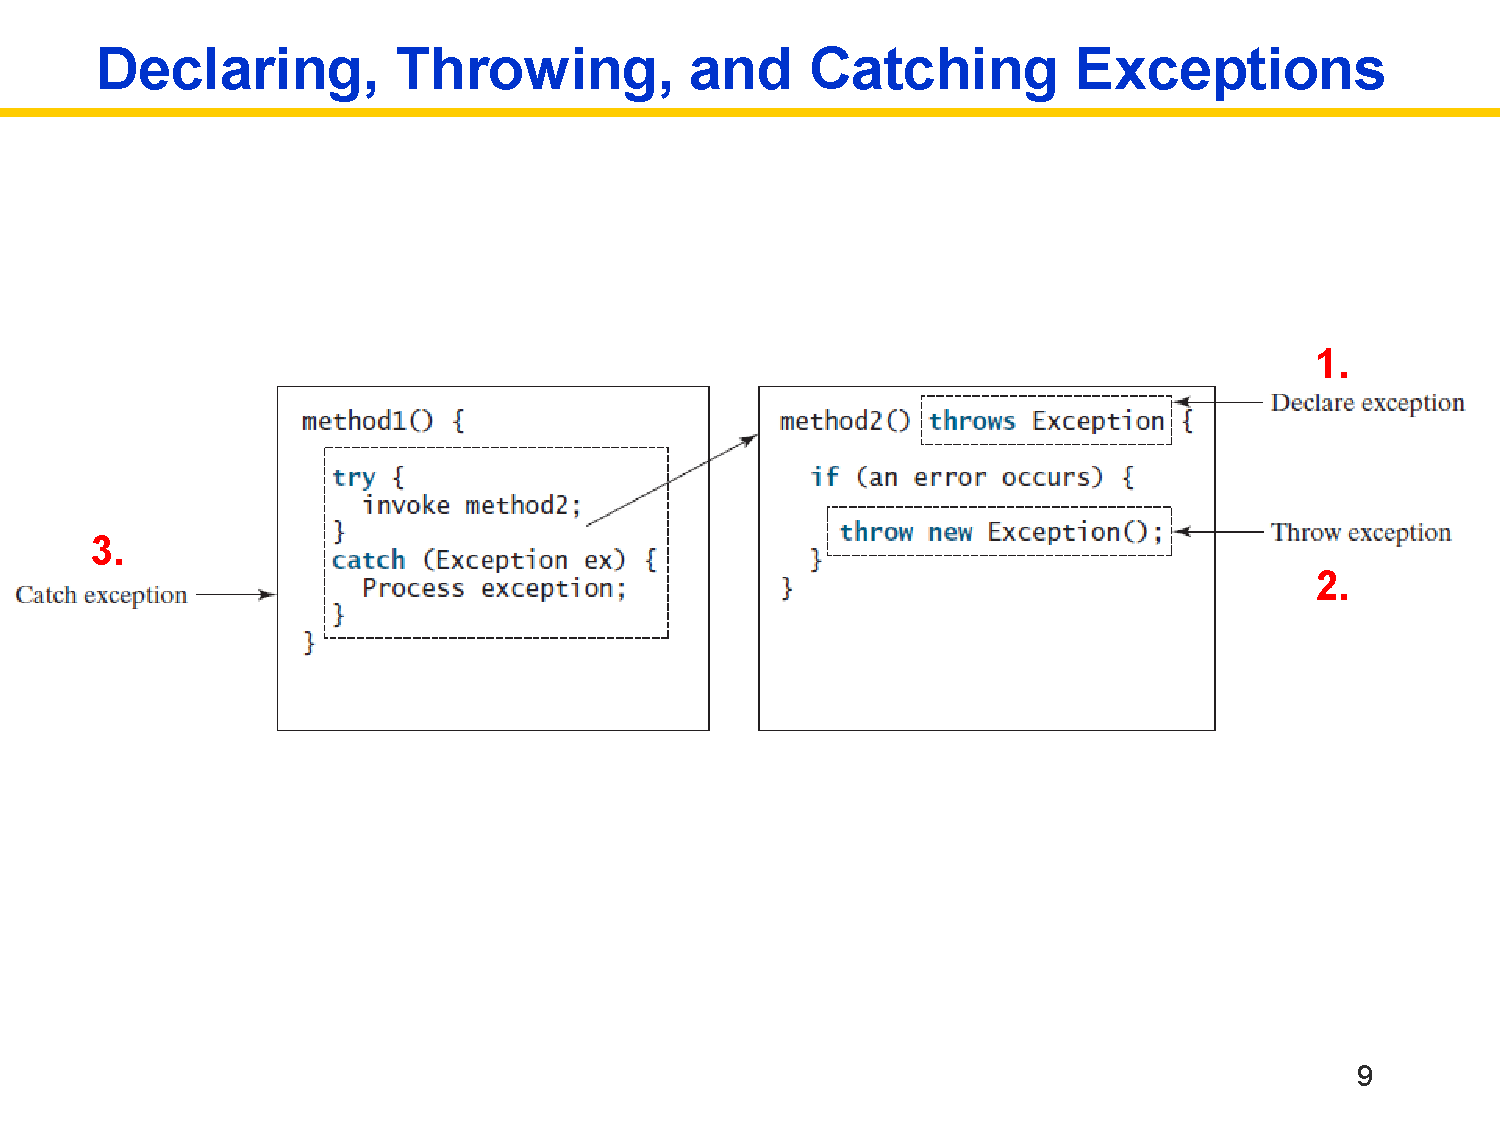 Declaring, Throwing, and Catching Exceptions
1.
Declare exception
method1() {
try {
invoke method2;
}
catch (Exception ex) {
Process exception;
}
}
method2() throws Exception {
if (an error occurs) {
throw new Exception();
}
}
Throw exception
2.
3.
Catch exception
9